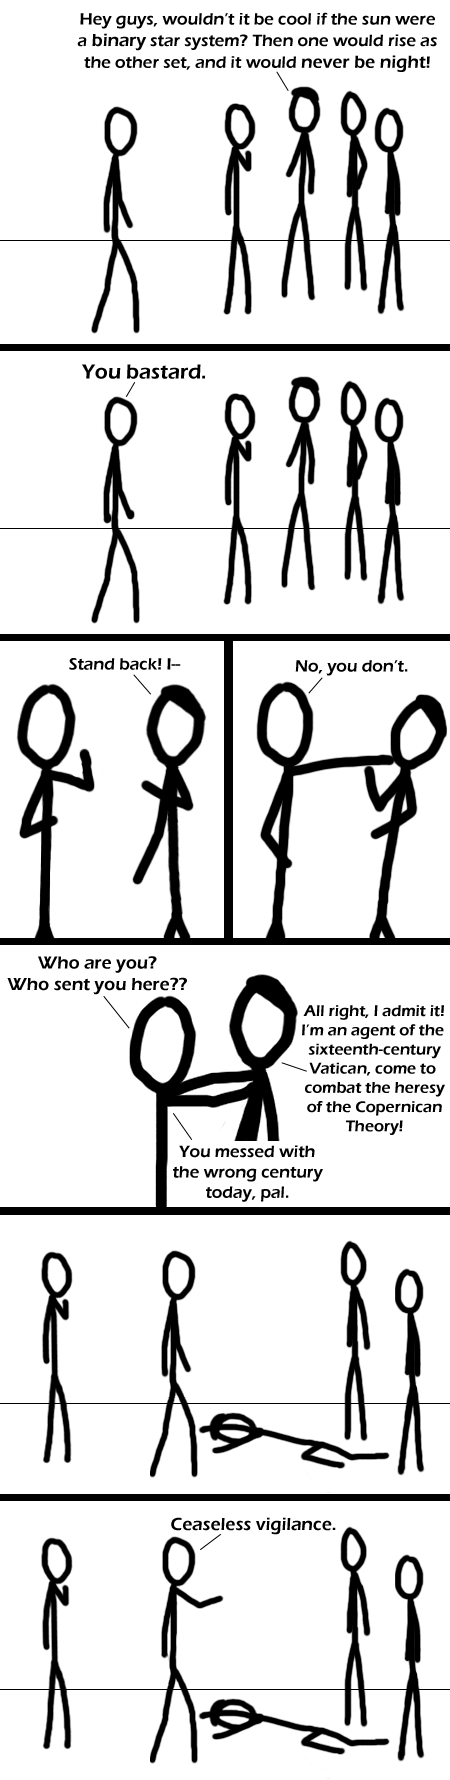 Hey guys, wouldn't it be cool if the sun were
a binary star system? Then one would rise as
the other set, and it would never be night!
You bastard.
Stand back! I--
No, you don't.
Who are you?
Who sent you here??
All right, I admit it!
I'm an agent of the
sixteenth-century
Vatican, come to
combat the heresy
of the Copernican
Theory!
You messed with
the wrong century
today, pal.
Ceaseless vigilance.